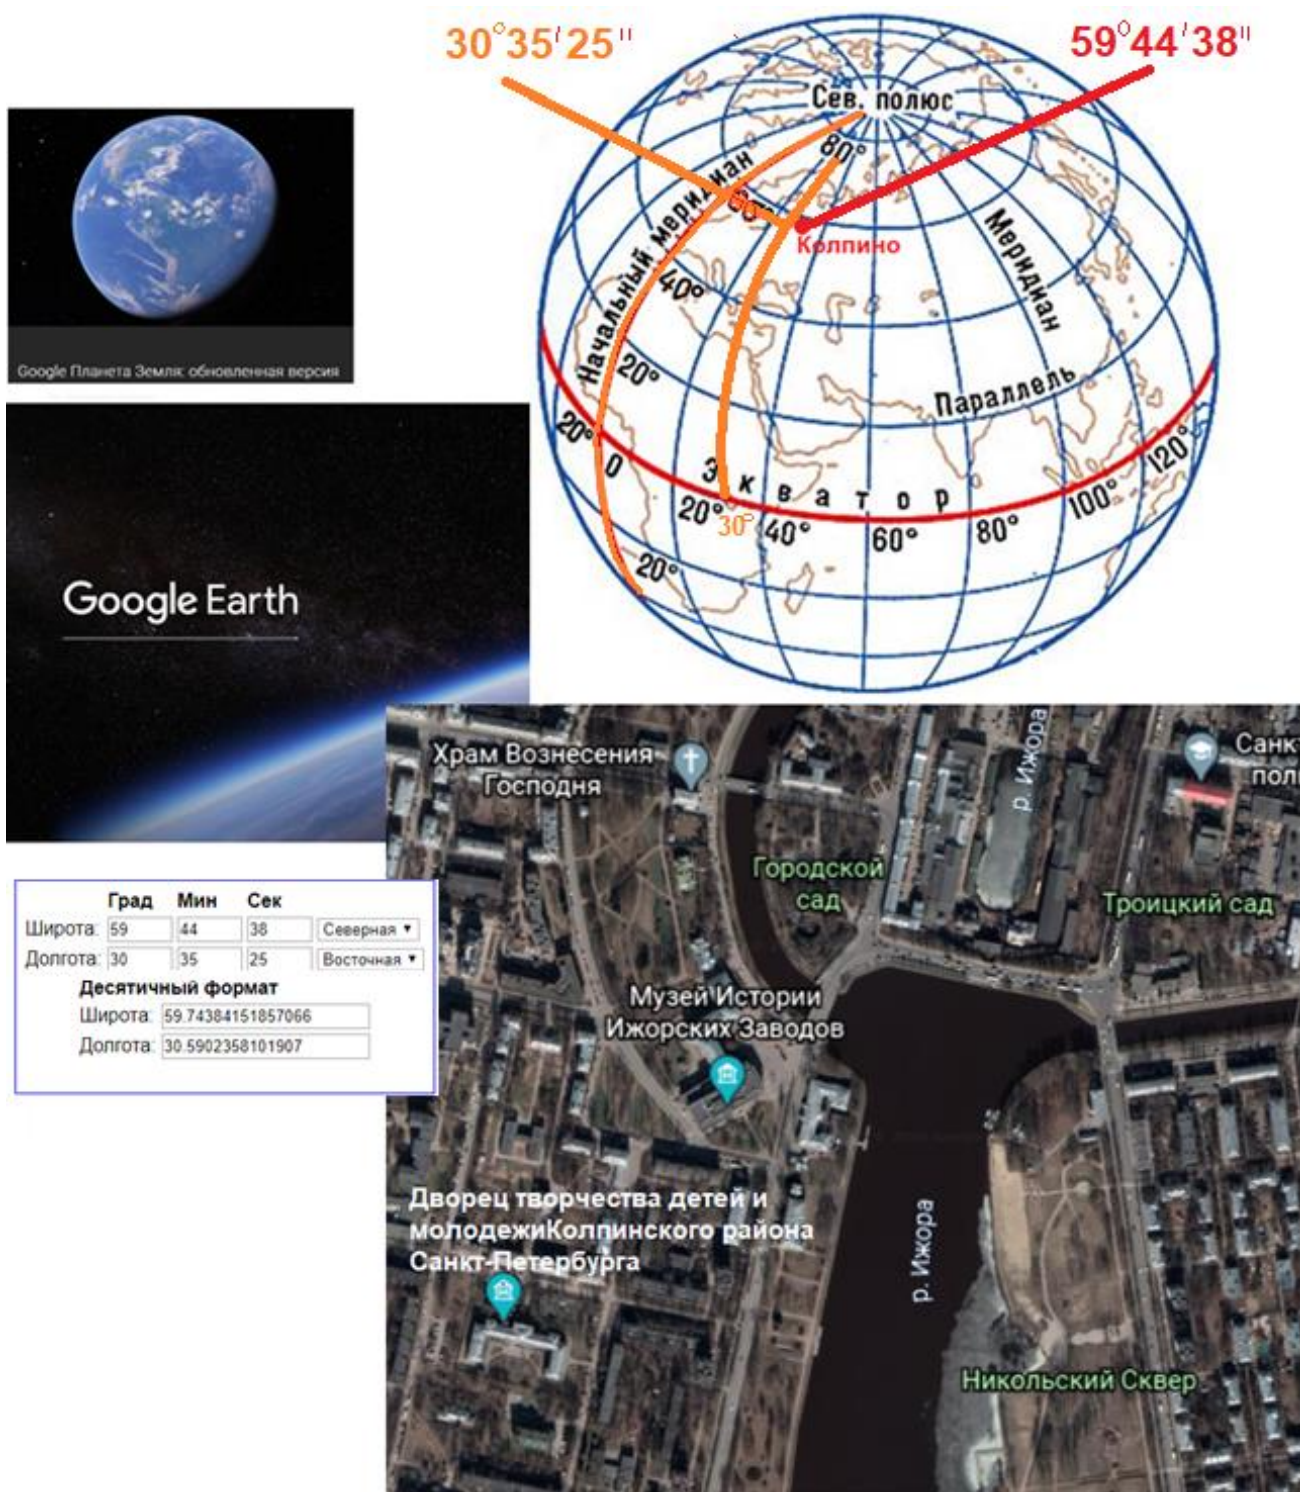 30°35'25"
59°44'38"
Сев. полюс
80°
Начальный меридиан
60°
Колпино
Меридиан
40°
20°
Параллель
20°
0
Экватор
20°
30°
40°
60°
80°
100°
120°
20°
Google Планета Земля: обновленная версия
Google Earth
Храм Вознесения
Господня
р. Ижора
Санк
поли
Городской
сад
Троицкий сад
Град Мин Сек
Широта: 59 44 38 Северная
Долгота: 30 35 25 Восточная
Десятичный формат
Широта: 59.74384151857066
Долгота: 30.5902358101907
Музей Истории
Ижорских Заводов
Дворец творчества детей и
молодежиКолпинского района
Санкт-Петербурга
р. Ижора
Никольский Сквер